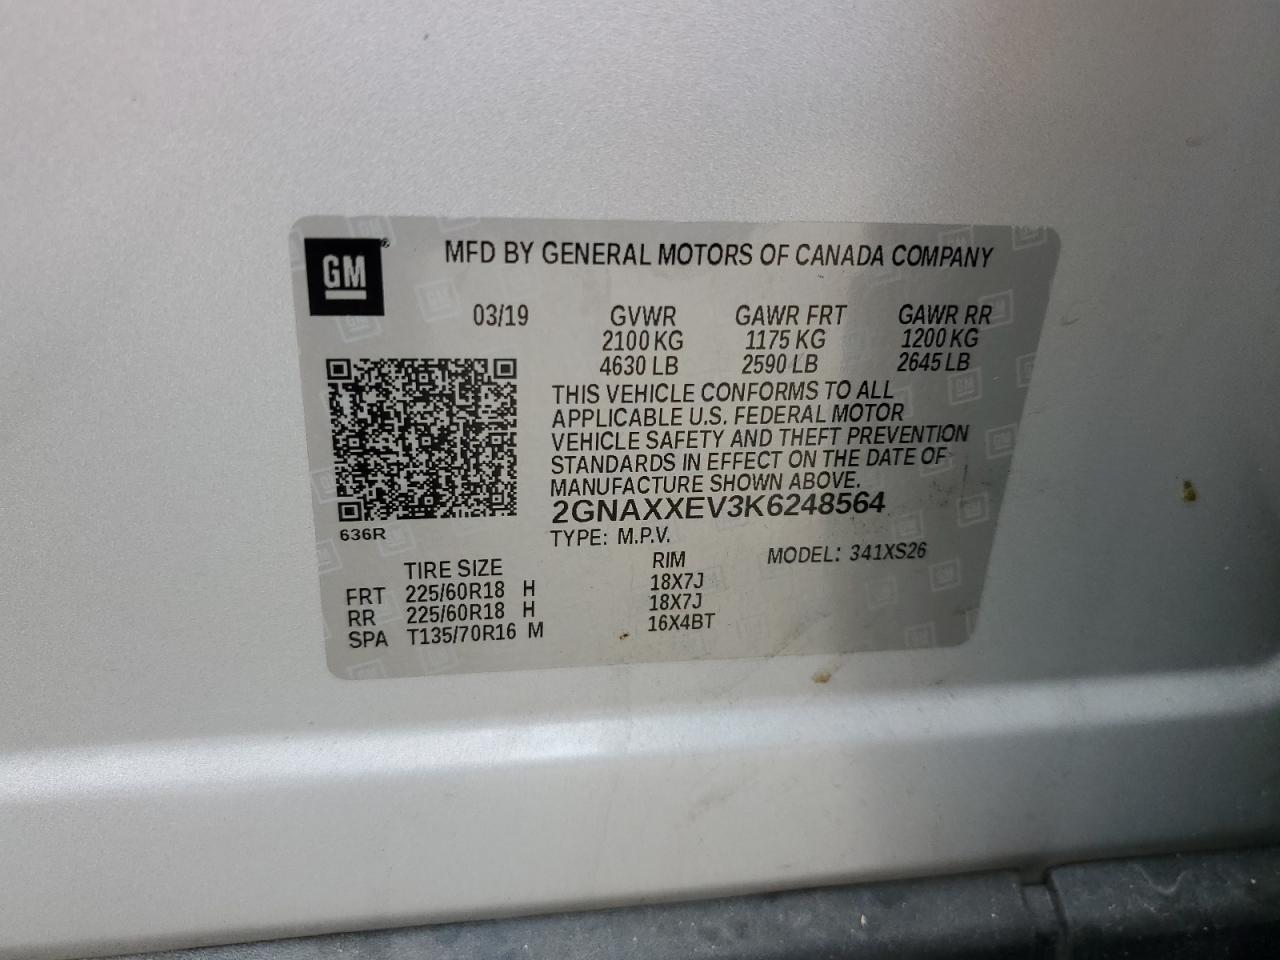 GM
MFD BY GENERAL MOTORS OF CANADA COMPANY
03/19 GVWR GAWR FRT GAWR RR
2100 KG 1175 KG 1200 KG
4630 LB 2590 LB 2645 LB
THIS VEHICLE CONFORMS TO ALL
APPLICABLE U.S. FEDERAL MOTOR
VEHICLE SAFETY AND THEFT PREVENTION
STANDARDS IN EFFECT ON THE DATE OF
MANUFACTURE SHOWN ABOVE.
2GNAXXEV3K6248564
636R
TYPE: M.P.V.
MODEL: 341XS26
TIRE SIZE RIM
FRT 225/60R18 H 18X7J
RR 225/60R18 H 18X7J
SPA T135/70R16 M 16X4BT